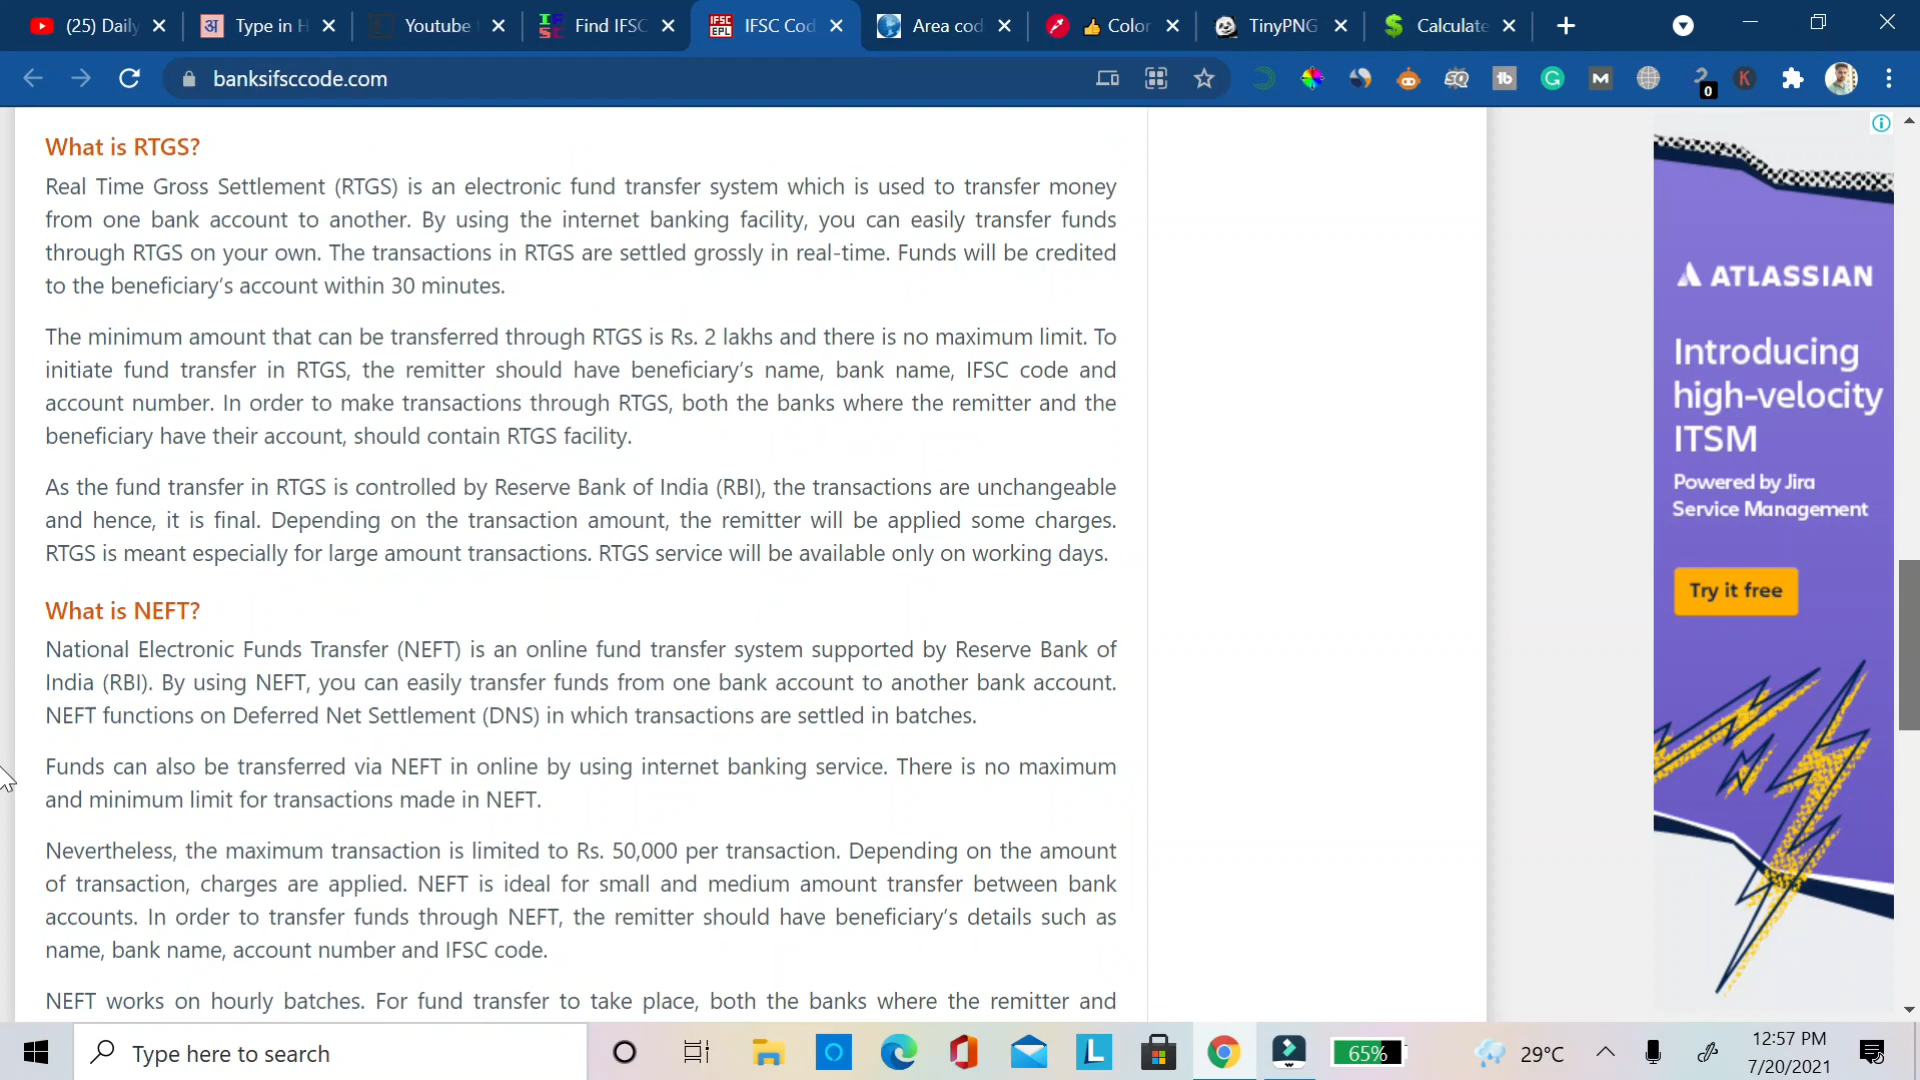 (25) Daily
Type in H
Youtube
Find IFSC
IFSC EPL
IFSC Cod
Area cod
Color
TinyPNG
Calculate
banksifsccode.com
0
What is RTGS?
Real Time Gross Settlement (RTGS) is an electronic fund transfer system which is used to transfer money
from one bank account to another. By using the internet banking facility, you can easily transfer funds
through RTGS on your own. The transactions in RTGS are settled grossly in real-time. Funds will be credited
to the beneficiary’s account within 30 minutes.
The minimum amount that can be transferred through RTGS is Rs. 2 lakhs and there is no maximum limit. To
initiate fund transfer in RTGS, the remitter should have beneficiary’s name, bank name, IFSC code and
account number. In order to make transactions through RTGS, both the banks where the remitter and the
beneficiary have their account, should contain RTGS facility.
As the fund transfer in RTGS is controlled by Reserve Bank of India (RBI), the transactions are unchangeable
and hence, it is final. Depending on the transaction amount, the remitter will be applied some charges.
RTGS is meant especially for large amount transactions. RTGS service will be available only on working days.
What is NEFT?
National Electronic Funds Transfer (NEFT) is an online fund transfer system supported by Reserve Bank of
India (RBI). By using NEFT, you can easily transfer funds from one bank account to another bank account.
NEFT functions on Deferred Net Settlement (DNS) in which transactions are settled in batches.
Funds can also be transferred via NEFT in online by using internet banking service. There is no maximum
and minimum limit for transactions made in NEFT.
Nevertheless, the maximum transaction is limited to Rs. 50,000 per transaction. Depending on the amount
of transaction, charges are applied. NEFT is ideal for small and medium amount transfer between bank
accounts. In order to transfer funds through NEFT, the remitter should have beneficiary’s details such as
name, bank name, account number and IFSC code.
NEFT works on hourly batches. For fund transfer to take place, both the banks where the remitter and
ATLASSIAN
Introducing
high-velocity
ITSM
Powered by Jira
Service Management
Try it free
Type here to search
65%
29°C
12:57 PM
7/20/2021